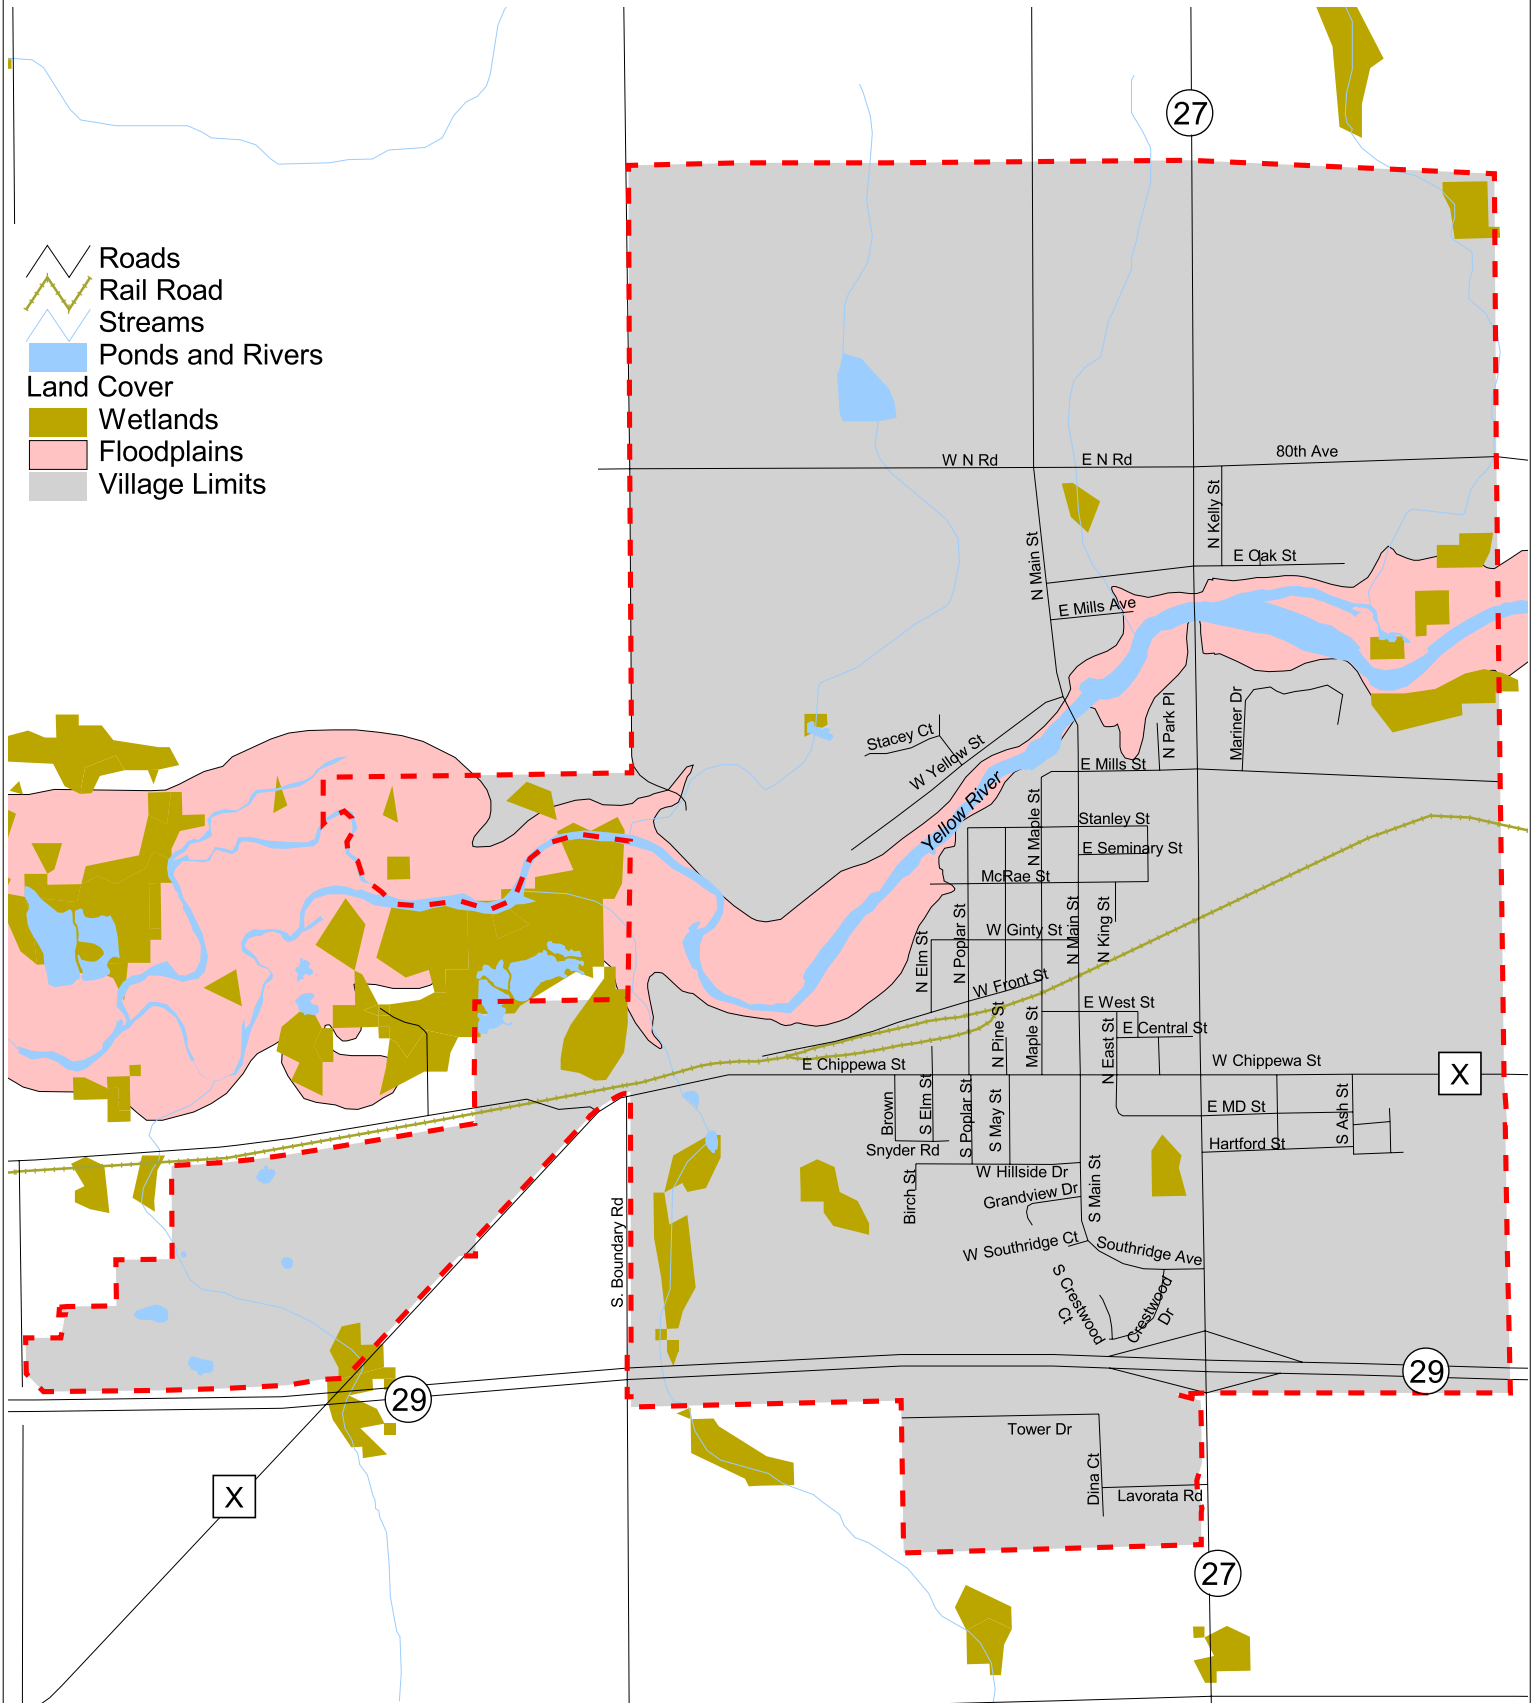 27
Roads
Rail Road
Streams
Ponds and Rivers
Land Cover
Wetlands
Floodplains
Village Limits
W N Rd
E N Rd
80th Ave
N Kelly St
E Oak St
N Main St
E Mills Ave
N Park Pl
Mariner Dr
Stacey Ct
W Yellow St
E Mills St
Yellow River
N Maple St
Stanley St
E Seminary St
McRae St
N Elm St
N Poplar St
W Ginty St
N Main St
N King St
W Front St
E West St
N Pine St
Maple St
N East St
E Central St
E Chippewa St
W Chippewa St
X
Brown
S Elm St
S Poplar St
S May St
E MD St
S Ash St
Snyder Rd
Hartford St
Birch St
W Hillside Dr
Grandview Dr
S Main St
W Southridge Ct
Southridge Ave
S. Boundary Rd
S Crestwood
Ct
Crestwood
Dr
29
29
Tower Dr
Dina Ct
Lavorata Rd
X
27